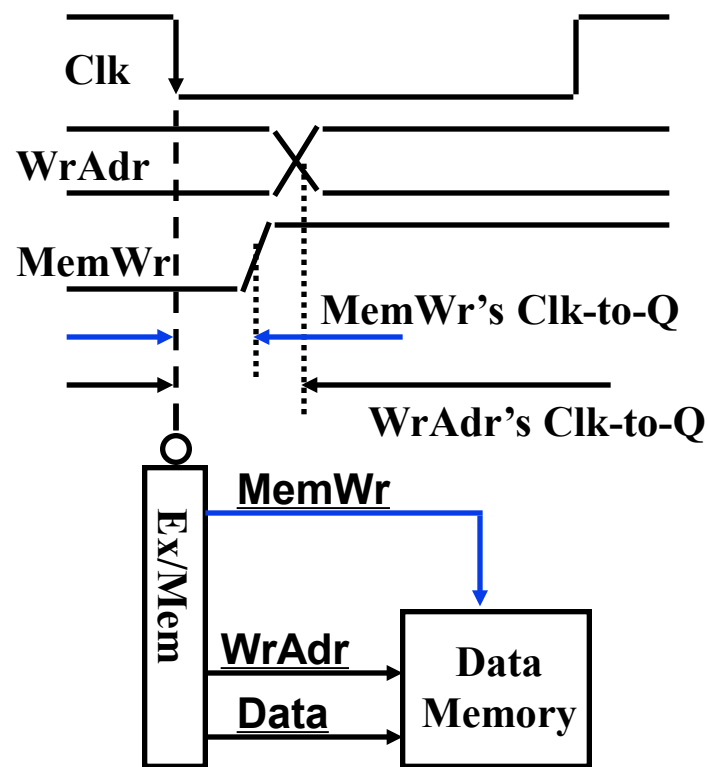 Clk
WrAdr
MemWr
MemWr's Clk-to-Q
WrAdr's Clk-to-Q
MemWr
Ex/Mem
WrAdr
Data
Data
Memory